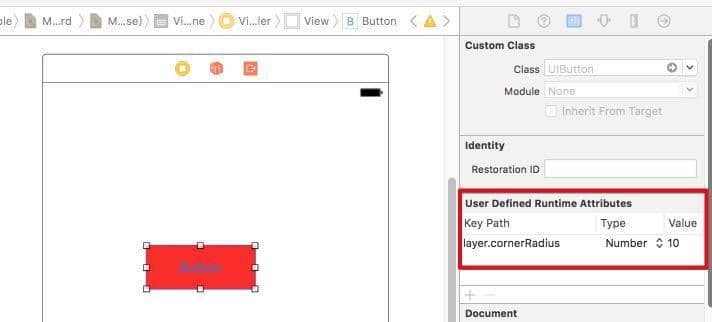 ple) M...rd M...se) Vi...ne Vi...ler View B Button
Custom Class
Class UIButton
Module None
Inherit From Target
Identity
Restoration ID
User Defined Runtime Attributes
Key Path Type Value
layer.cornerRadius Number 10
Document
Button